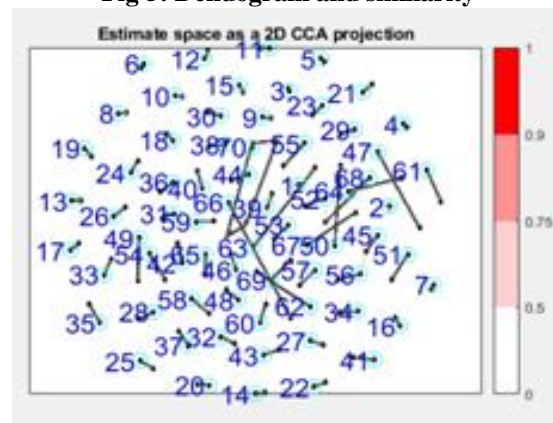 Fig 3. Dendogram and similarity
Estimate space as a 2D CCA projection
6 12 11 5
10 15 3 23 21
8 30 9 29 4
19 18 38 70 55 47
24 44 68 61
13 36 40 66 39 52 64 2
26 31 59 53
17 49 54 42 65 63 67 50 45 51
33 46 69 57 56 7
35 28 58 48 62 34 16
60
37 32 43 27 41
25
20 14 22
1
0.9
0.75
0.5
0